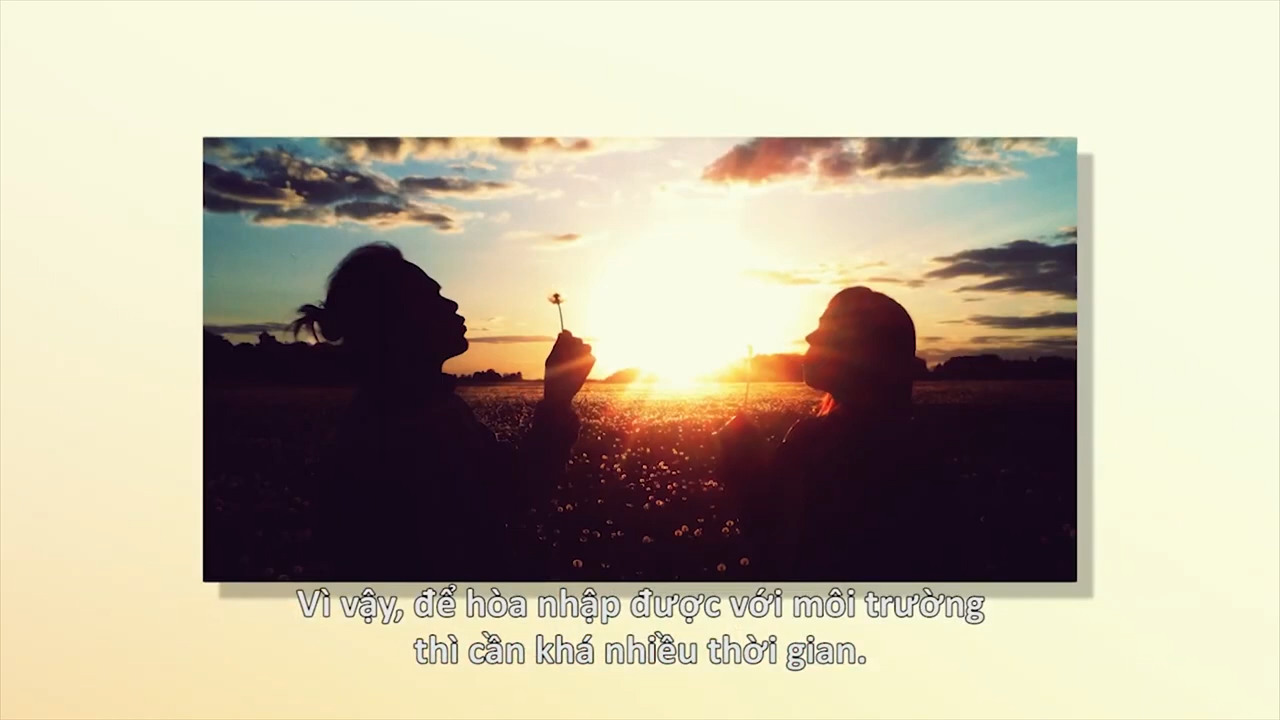 Vì vậy, để hòa nhập được với môi trường
thì cần khá nhiều thời gian.